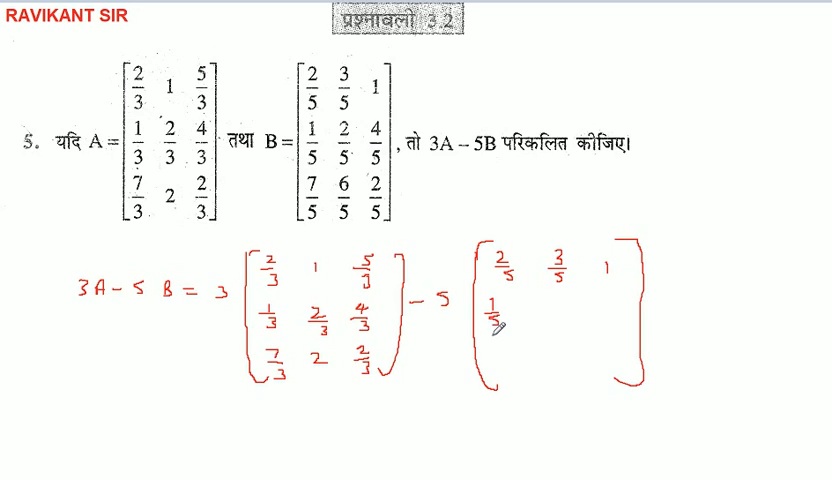 RAVIKANT SIR
प्रश्नावली 3.2
5. यदि A = [ 2/3 1 5/3
1/3 2/3 4/3
7/3 2 2/3 ] तथा B = [ 2/5 3/5 1
1/5 2/5 4/5
7/5 6/5 2/5 ], तो 3A – 5B परिकलित कीजिए।
3A – 5 B = 3 [ 2/3 1 5/3
1/3 2/3 4/3
7/3 2 2/3 ] – 5 [ 2/5 3/5 1
1/5 ]